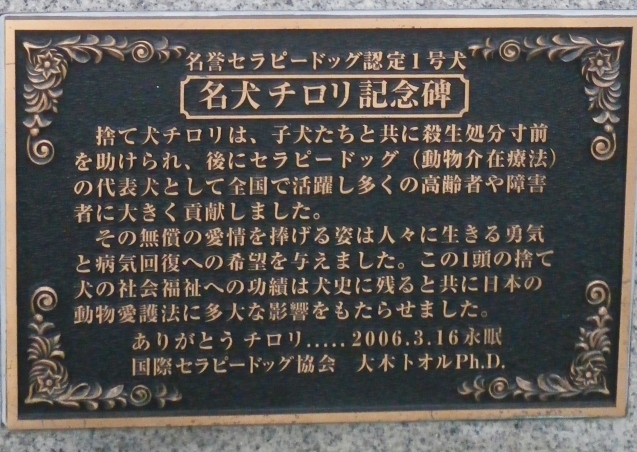 名誉セラピードッグ認定1号犬
名犬 チロリ 記念碑
捨て犬チロリは、子犬たちと共に殺生処分寸前
を助けられ、後にセラピードッグ（動物介在療法）
の代表犬として全国で活躍し多くの高齢者や障害
者に大きく貢献しました。
その無償の愛情を捧げる姿は人々に生きる勇気
と病気回復への希望を与えました。この1頭の捨て
犬の社会福祉への功績は犬史に残ると共に日本の
動物愛護法に多大な影響をもたらせました。
ありがとう チロリ.....2006.3.16永眠
国際セラピードッグ協会　大木トオルPh.D.